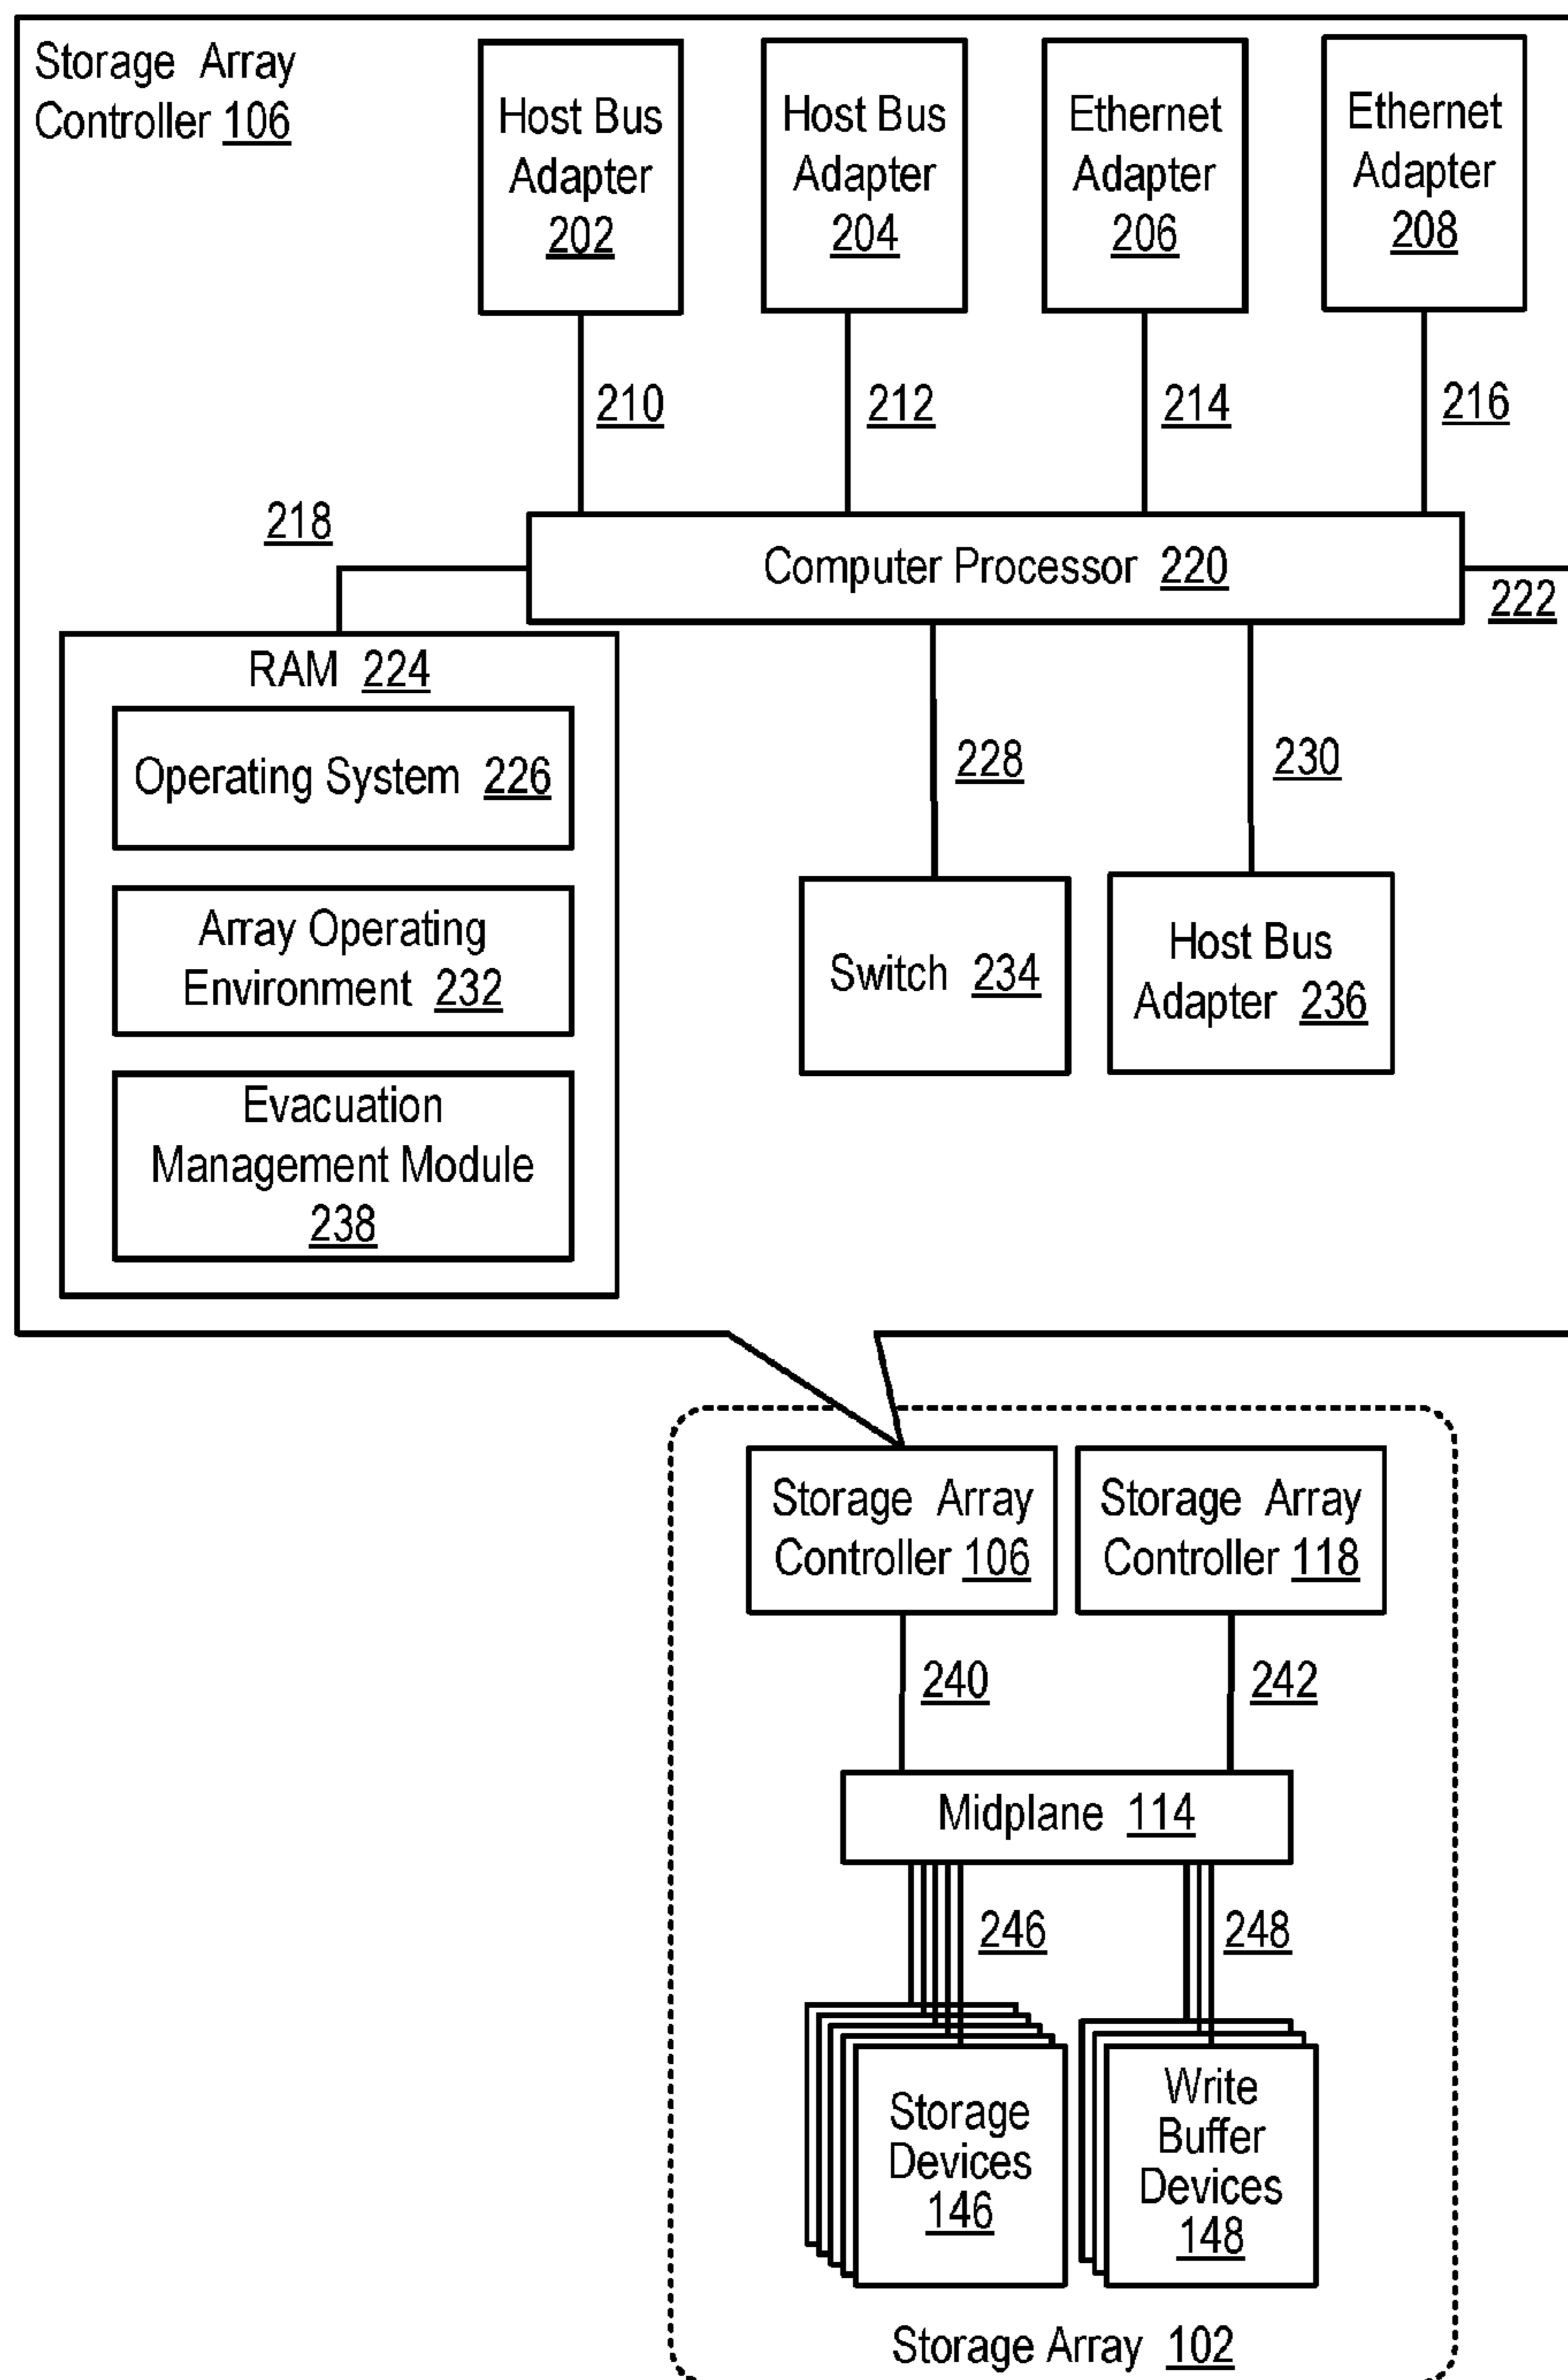 Storage Array
Controller 106
Host Bus
Adapter
202
Host Bus
Adapter
204
Ethernet
Adapter
206
Ethernet
Adapter
208
210
212
214
216
218
Computer Processor 220
222
RAM 224
Operating System 226
Array Operating
Environment 232
Evacuation
Management Module
238
228
230
Switch 234
Host Bus
Adapter 236
Storage Array
Controller 106
Storage Array
Controller 118
240
242
Midplane 114
246
248
Storage
Devices
146
Write
Buffer
Devices
148
Storage Array 102